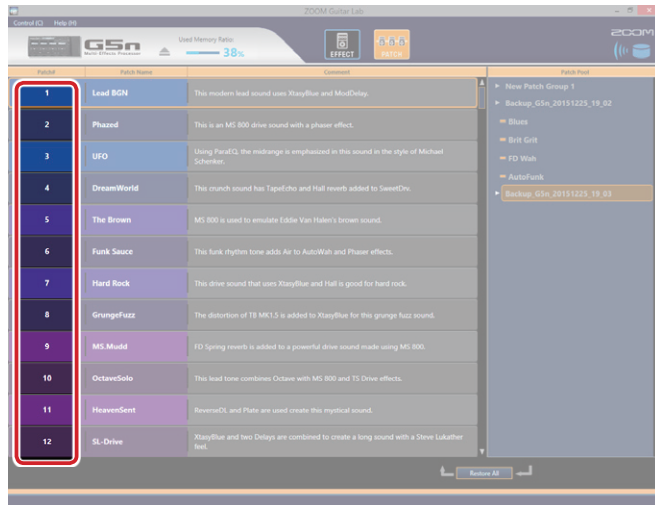 ZOOM Guitar Lab
Control (C) Help (H)
G5n
Multi-Effects Processor
Used Memory Ratio:
38%
EFFECT
PATCH
ZOOM
Patch# Patch Name Comment Patch Pool
1 Lead BGN This modern lead sound uses XtasyBlue and ModDelay.
2 Phazed This is an MS 800 drive sound with a phaser effect.
3 UFO Using ParaEQ, the midrange is emphasized in this sound in the style of Michael
Schenker.
4 DreamWorld This crunch sound has TapeEcho and Hall reverb added to SweetDrv.
5 The Brown MS 800 is used to emulate Eddie Van Halen's brown sound.
6 Funk Sauce This funk rhythm tone adds Air to AutoWah and Phaser effects.
7 Hard Rock This drive sound that uses XtasyBlue and Hall is good for hard rock.
8 GrungeFuzz The distortion of TB MK1.5 is added to XtasyBlue for this grunge fuzz sound.
9 MS.Mudd FD Spring reverb is added to a powerful drive sound made using MS 800.
10 OctaveSolo This lead tone combines Octave with MS 800 and TS Drive effects.
11 HeavenSent ReverseDL and Plate are used create this mystical sound.
12 SL-Drive XtasyBlue and two Delays are combined to create a long sound with a Steve Lukather
feel.
New Patch Group 1
Backup_G5n_20151225_19_02
Blues
Brit Grit
FD Wah
AutoFunk
Backup_G5n_20151225_19_03
Restore All